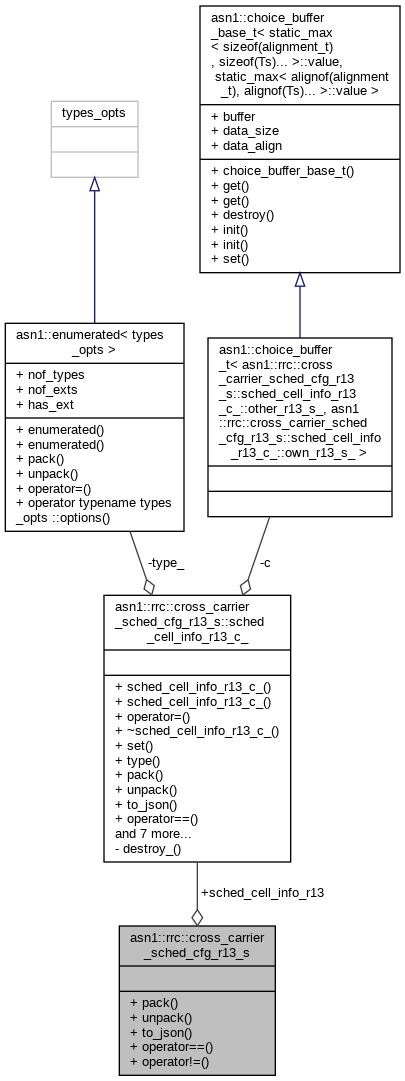 asn1::choice_buffer
_base_t< static_max
< sizeof(alignment_t)
, sizeof(Ts)... >::value,
static_max< alignof(alignment
_t), alignof(Ts)... >::value >
+ buffer
+ data_size
+ data_align
+ choice_buffer_base_t()
+ get()
+ get()
+ destroy()
+ init()
+ init()
+ set()
types_opts
asn1::enumerated< types
_opts >
+ nof_types
+ nof_exts
+ has_ext
+ enumerated()
+ enumerated()
+ pack()
+ unpack()
+ operator=()
+ operator typename types
_opts ::options()
asn1::choice_buffer
_t< asn1::rrc::cross
_carrier_sched_cfg_r13
_s::sched_cell_info_r13
_c_::other_r13_s_, asn1
::rrc::cross_carrier_sched
_cfg_r13_s::sched_cell_info
_r13_c_::own_r13_s_ >
-type_
-c
asn1::rrc::cross_carrier
_sched_cfg_r13_s::sched
_cell_info_r13_c_
+ sched_cell_info_r13_c_()
+ sched_cell_info_r13_c_()
+ operator=()
+ ~sched_cell_info_r13_c_()
+ set()
+ type()
+ pack()
+ unpack()
+ to_json()
+ operator==()
and 7 more...
- destroy_()
+sched_cell_info_r13
asn1::rrc::cross_carrier
_sched_cfg_r13_s
+ pack()
+ unpack()
+ to_json()
+ operator==()
+ operator!=()